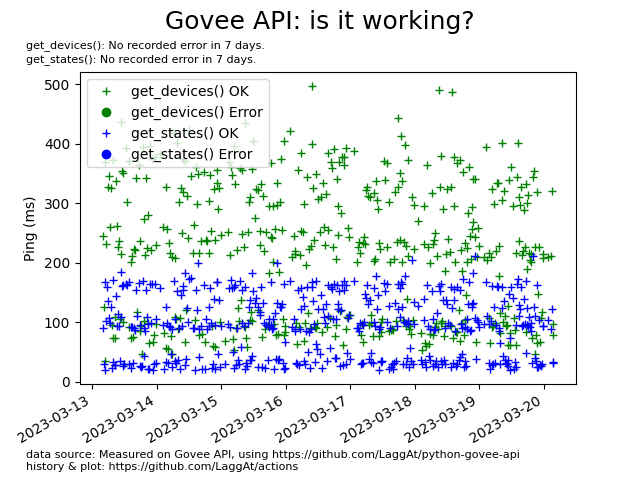 Govee API: is it working?
get_devices(): No recorded error in 7 days.
get_states(): No recorded error in 7 days.
get_devices() OK
get_devices() Error
get_states() OK
get_states() Error
Ping (ms)
500
400
300
200
100
0
2023-03-13
2023-03-14
2023-03-15
2023-03-16
2023-03-17
2023-03-18
2023-03-19
2023-03-20
data source: Measured on Govee API, using https://github.com/LaggAt/python-govee-api
history & plot: https://github.com/LaggAt/actions